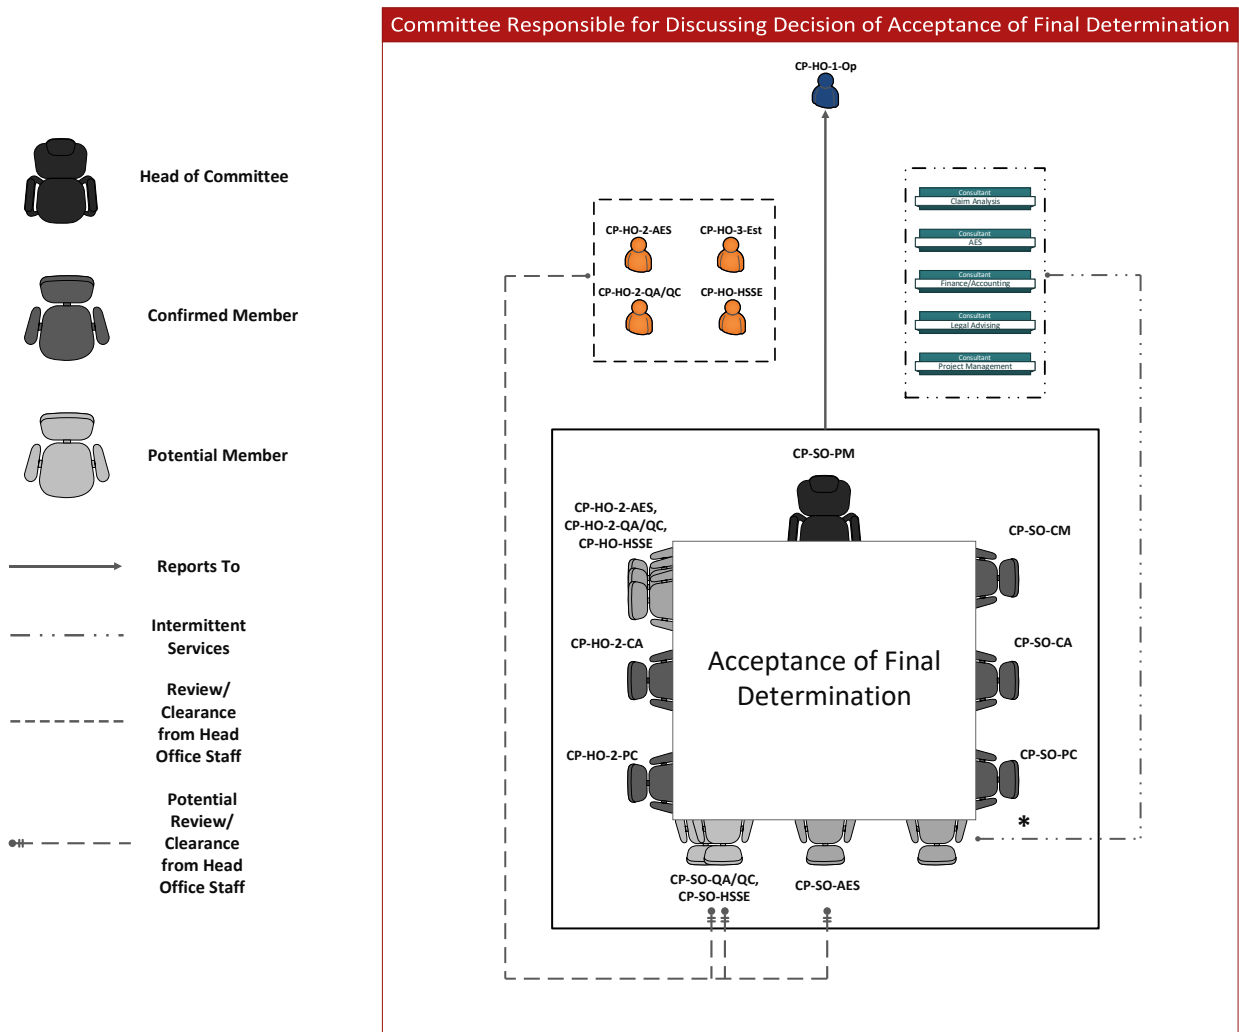 Committee Responsible for Discussing Decision of Acceptance of Final Determination
CP-HO-1-Op
Head of Committee
Confirmed Member
Potential Member
Reports To
Intermittent
Services
Review/
Clearance
from Head
Office Staff
Potential
Review/
Clearance
from Head
Office Staff
CP-HO-2-AES
CP-HO-3-Est
CP-HO-2-QA/QC
CP-HO-HSSE
Consultant
Claim Analysis
Consultant
AES
Consultant
Finance/Accounting
Consultant
Legal Advising
Consultant
Project Management
CP-SO-PM
CP-HO-2-AES,
CP-HO-2-QA/QC,
CP-HO-HSSE
CP-SO-CM
CP-HO-2-CA
CP-SO-CA
Acceptance of Final
Determination
CP-HO-2-PC
CP-SO-PC
*
CP-SO-QA/QC,
CP-SO-HSSE
CP-SO-AES